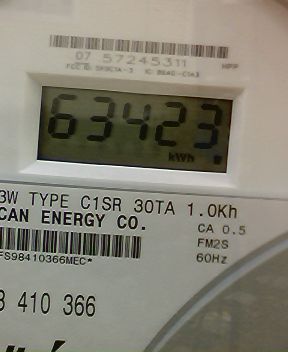 07 57245311
63423
kWh
3W TYPE C1SR 30TA 1.0Kh
CAN ENERGY CO.
CA 0.5
FM2S
60Hz
FS98410366MEC*
3 410 366